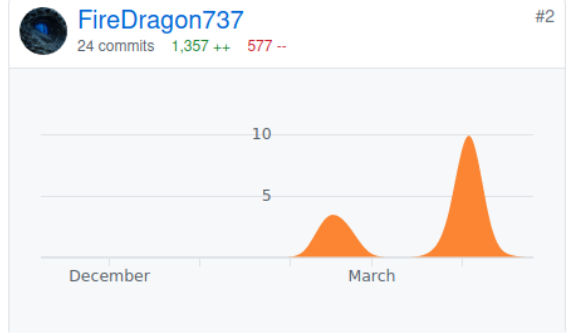 FireDragon737
#2
24 commits 1,357 ++ 577 --
10
5
December March